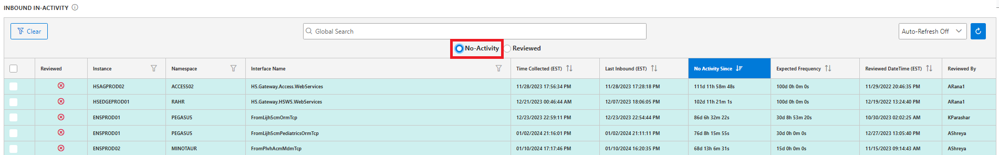 INBOUND IN-ACTIVITY
Clear Global Search Auto-Refresh Off
No-Activity Reviewed
Reviewed Instance Namespace Interface Name Time Collected (EST) Last Inbound (EST) No Activity Since Expected Frequency Reviewed DateTime (EST) Reviewed By
HSAGPROD02 ACCESS02 HS.Gateway.Access.WebServices 11/28/2023 17:56:34 PM 11/28/2023 17:28:18 PM 111d 11h 58m 48s 100d 0h 0m 0s 11/29/2022 20:46:35 PM ARana1
HSEDGEPROD01 RAHR HS.Gateway.HSWS.WebServices 12/21/2023 00:46:44 AM 12/07/2023 18:06:05 PM 102d 11h 21m 1s 100d 0h 0m 0s 12/19/2022 13:24:40 PM ARana1
ENSPROD01 PEGASUS FromLijhScmOrmTcp 12/23/2023 22:59:11 PM 12/23/2023 22:54:44 PM 86d 6h 32m 22s 30d 8h 53m 20s 10/30/2023 02:02:25 AM KParashar
ENSPROD01 PEGASUS FromLijhScmPediatricsOrmTcp 01/02/2024 21:16:01 PM 01/02/2024 21:11:11 PM 76d 8h 15m 55s 30d 0h 0m 0s 12/27/2023 13:05:40 PM AShreya
ENSPROD02 MINOTAUR FromPlvhAcmMdmTcp 01/10/2024 17:17:46 PM 01/10/2024 16:20:35 PM 68d 13h 6m 31s 15d 0h 0m 0s 11/15/2023 09:14:43 AM AShreya